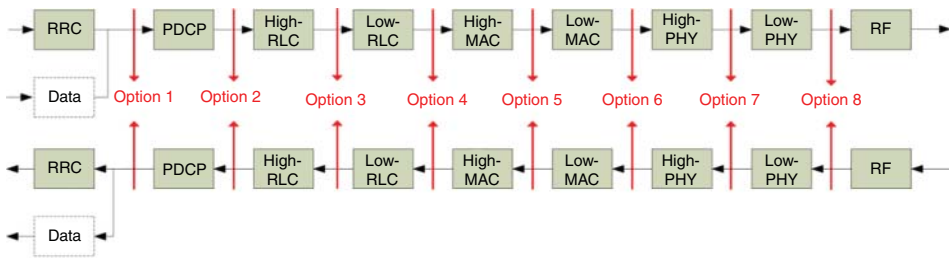 RRC
PDCP
High-
RLC
Low-
RLC
High-
MAC
Low-
MAC
High-
PHY
Low-
PHY
RF
Data
Option 1
Option 2
Option 3
Option 4
Option 5
Option 6
Option 7
Option 8
RRC
PDCP
High-
RLC
Low-
RLC
High-
MAC
Low-
MAC
High-
PHY
Low-
PHY
RF
Data